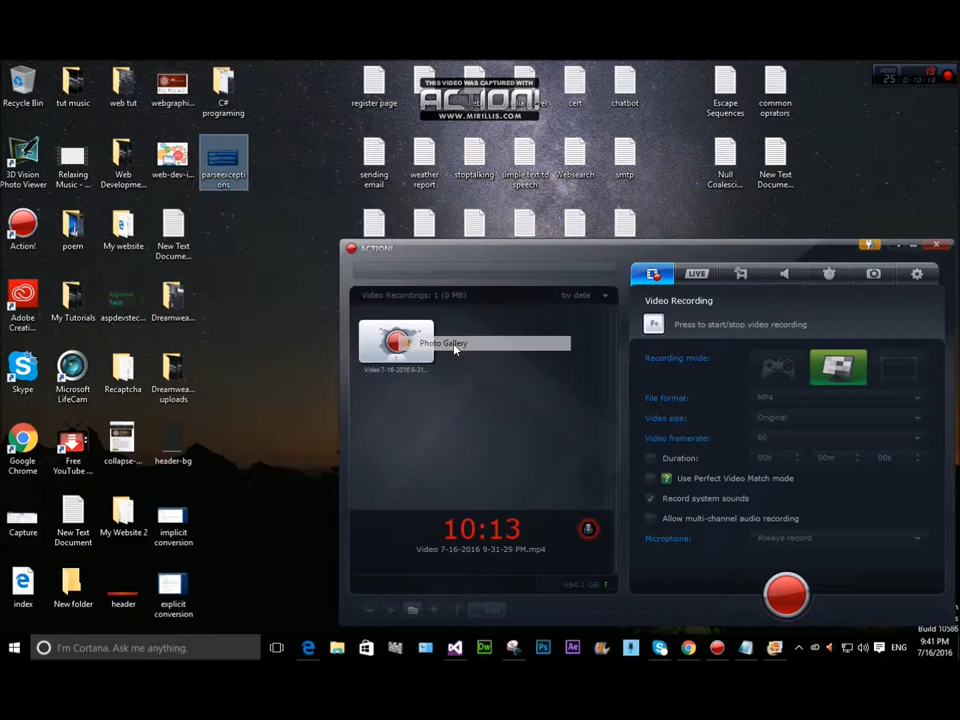 THIS VIDEO WAS CAPTURED WITH
ACTION!
WWW.MIRILLIS.COM
25
19
Recycle Bin
tut music
web tut
webgraphi...
C#
programing
register page
cert
chatbot
Escape
Sequences
common
oprators
3D Vision
Photo Viewer
Relaxing
Music - ...
Web
Developme...
web-dev-i...
parseexcepti
ons
sending
email
weather
report
stoptalking
simple text to
speech
Websearch
smtp
Null
Coalesci...
New Text
Docume...
Action!
poem
My website
New Text
Docume...
Adobe
Creati...
My Tutorials
aspdevstec...
Dreamwea...
Skype
Microsoft
LifeCam
Recaptcha
Dreamwea...
uploads
Google
Chrome
Free
YouTube ...
collapse-...
header-bg
Capture
New Text
Document
My Website 2
implicit
conversion
index
New folder
header
explicit
conversion
ACTION!
Video Recordings: 1 (0 MB)
by date
Photo Gallery
Video 7-16-2016 9-31...
10:13
Video 7-16-2016 9-31-29 PM.mp4
694.1 GB
LIVE
Video Recording
F9
Press to start/stop video recording
Recording mode:
File format:
MP4
Video size:
Original
Video framerate:
60
Duration:
00h
00m
00s
? Use Perfect Video Match mode
Record system sounds
Allow multi-channel audio recording
Microphone:
Always record
Build 10586
I'm Cortana. Ask me anything.
Dw
Ps
Ae
ENG
9:41 PM
7/16/2016